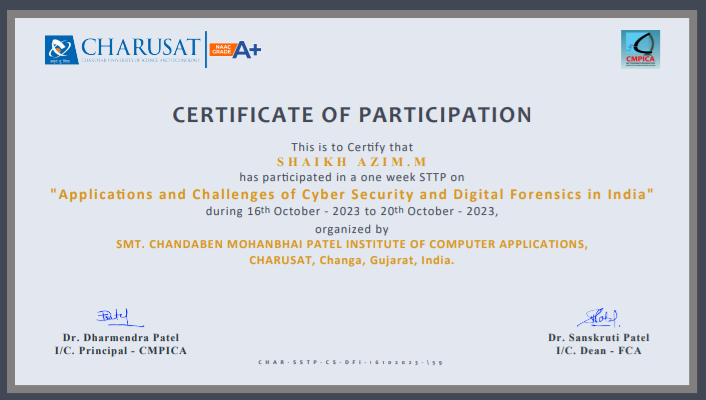 CHARUSAT
CHAROTAR UNIVERSITY OF SCIENCE AND TECHNOLOGY
NAAC
GRADE
A+
CMPICA
CERTIFICATE OF PARTICIPATION
This is to Certify that
SHAIKH AZIM.M
has participated in a one week STTP on
"Applications and Challenges of Cyber Security and Digital Forensics in India"
during 16th October - 2023 to 20th October - 2023,
organized by
SMT. CHANDABEN MOHANBHAI PATEL INSTITUTE OF COMPUTER APPLICATIONS,
CHARUSAT, Changa, Gujarat, India.
Dr. Dharmendra Patel
I/C. Principal - CMPICA
Dr. Sanskruti Patel
I/C. Dean - FCA
CHAR-SSTP-CS-DFI-16102023-\59